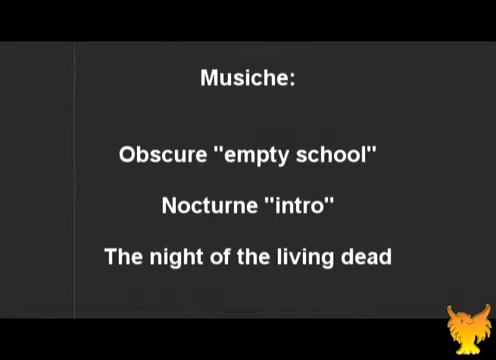 Musiche:
Obscure "empty school"
Nocturne "intro"
The night of the living dead